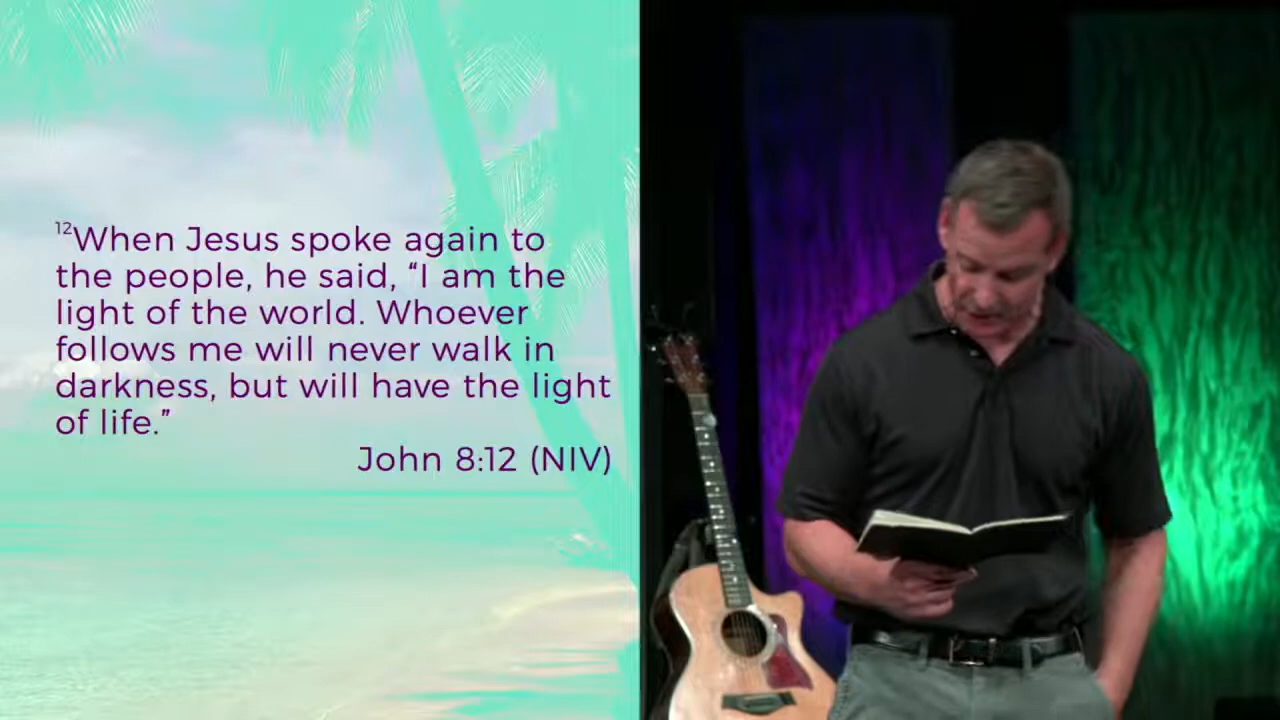 ¹²When Jesus spoke again to
the people, he said, “I am the
light of the world. Whoever
follows me will never walk in
darkness, but will have the light
of life.”
John 8:12 (NIV)